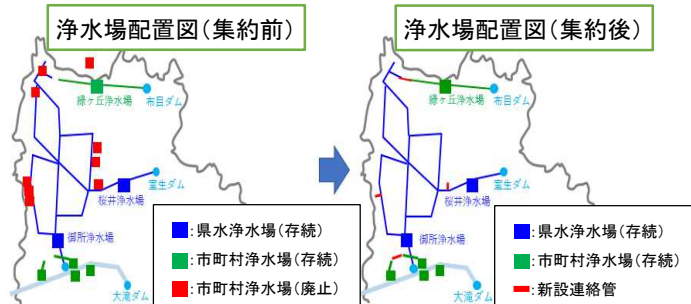 浄水場配置図(集約前)
緑ヶ丘浄水場
布目ダム
室生ダム
桜井浄水場
御所浄水場
大滝ダム
■:県水浄水場(存続)
■:市町村浄水場(存続)
■:市町村浄水場(廃止)
浄水場配置図(集約後)
緑ヶ丘浄水場
布目ダム
室生ダム
桜井浄水場
御所浄水場
大滝ダム
■:県水浄水場(存続)
■:市町村浄水場(存続)
━:新設連絡管